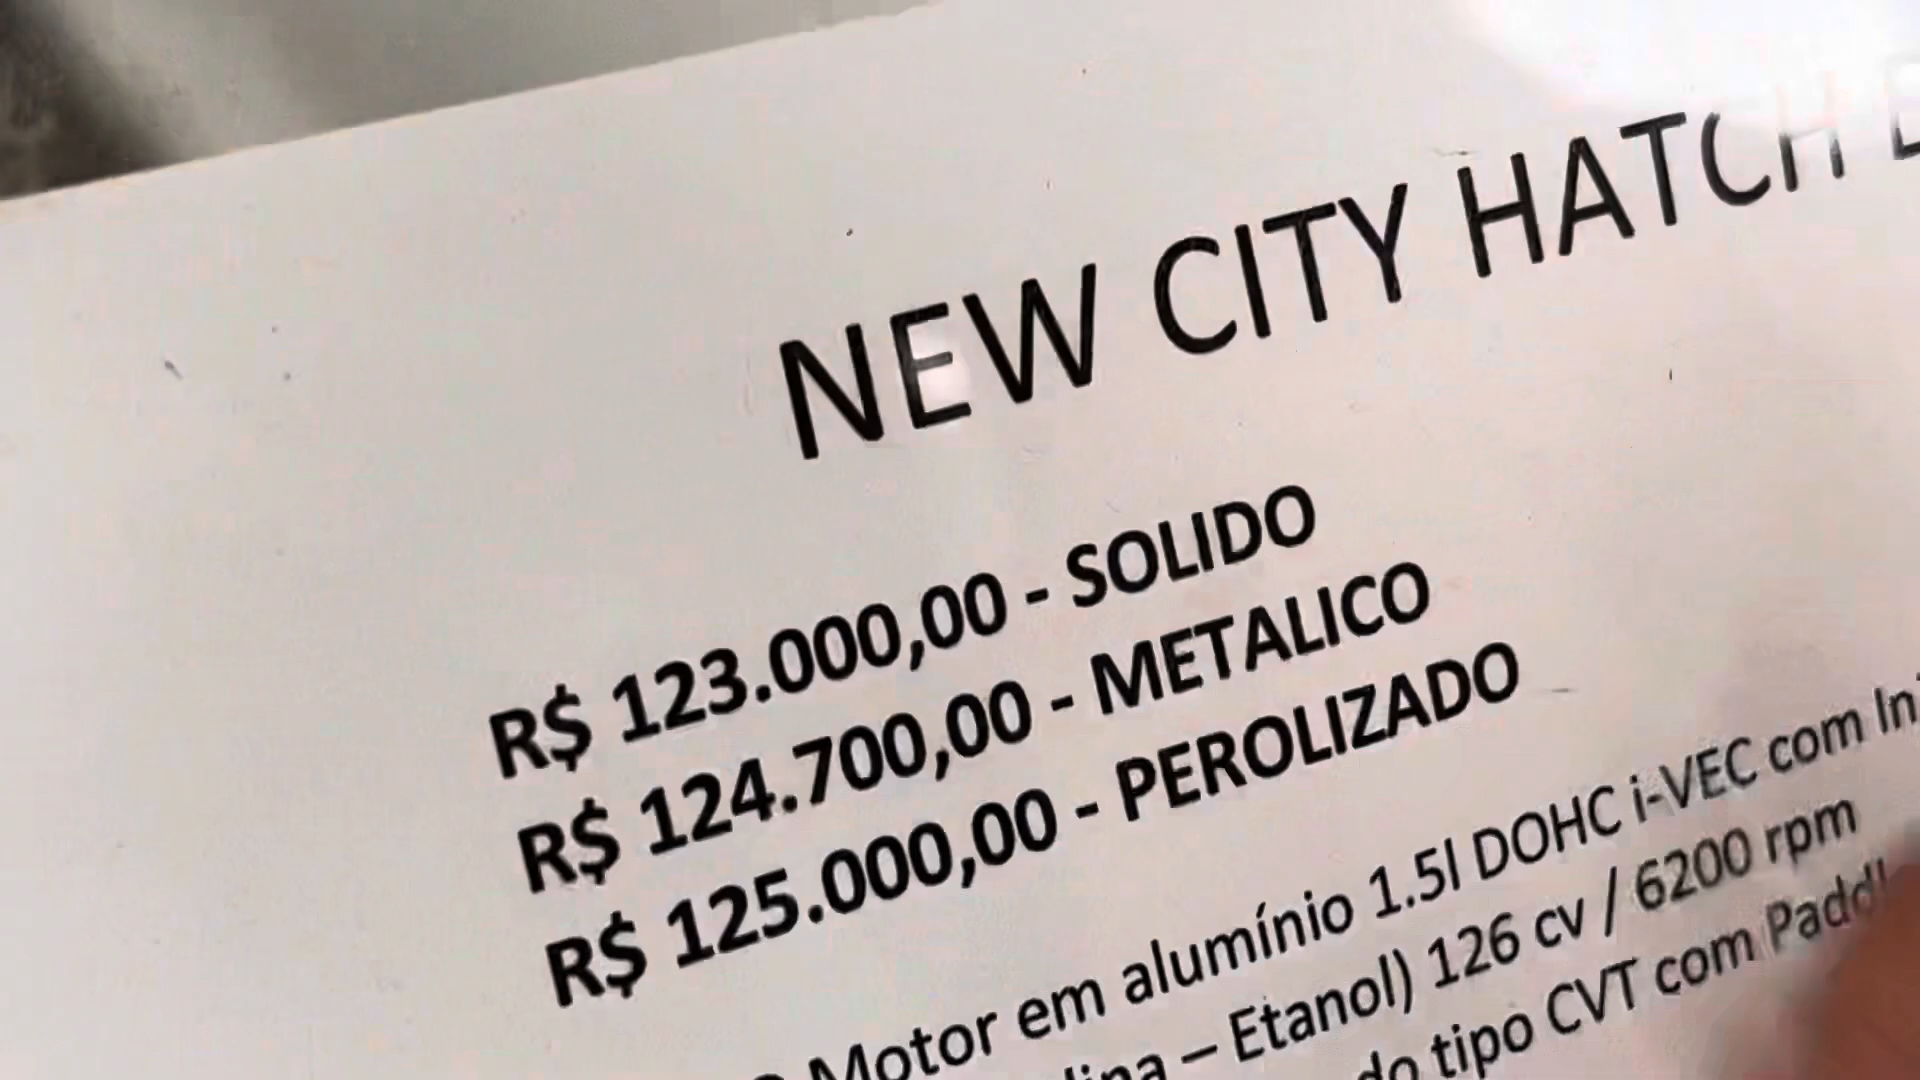 NEW CITY HATCH
R$ 123.000,00 - SOLIDO
R$ 124.700,00 - METALICO
R$ 125.000,00 - PEROLIZADO
Motor em alumínio 1.5l DOHC i-VEC com
– Etanol) 126 cv / 6200 rpm
do tipo CVT com